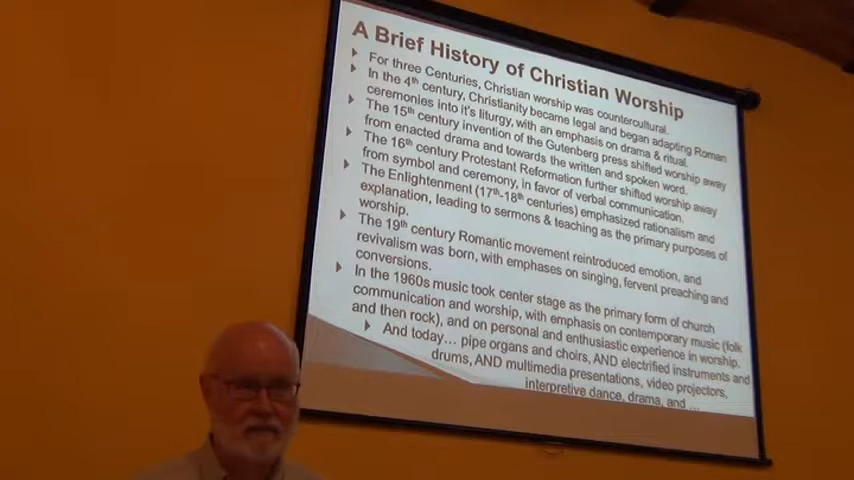 A Brief History of Christian Worship
For three Centuries, Christian worship was countercultural.
In the 4th century, Christianity became legal and began adapting Roman
ceremonies into it's liturgy, with an emphasis on drama & ritual.
The 15th century invention of the Gutenberg press shifted worship away
from enacted drama and towards the written and spoken word.
The 16th century Protestant Reformation further shifted worship away
from symbol and ceremony, in favor of verbal communication.
The Enlightenment (17th-18th centuries) emphasized rationalism and
explanation, leading to sermons & teaching as the primary purposes of
worship.
The 19th century Romantic movement reintroduced emotion, and
revivalism was born, with emphases on singing, fervent preaching and
conversions.
In the 1960s music took center stage as the primary form of church
communication and worship, with emphasis on contemporary music (folk
and then rock), and on personal and enthusiastic experience in worship.
And today... pipe organs and choirs, AND electrified instruments and
drums, AND multimedia presentations, video projectors,
interpretive dance, drama, and ...